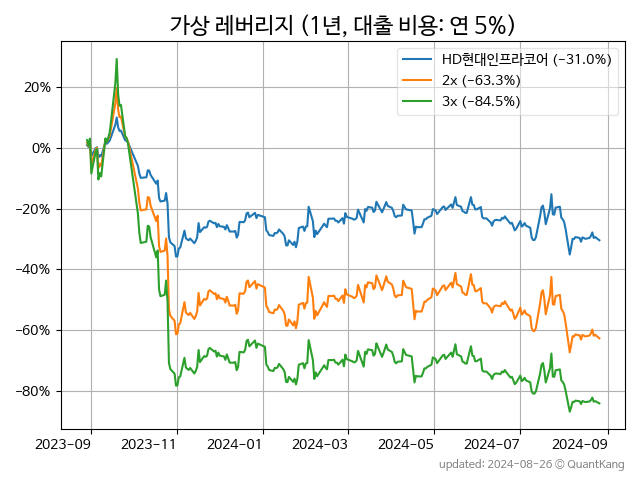 가상 레버리지 (1년, 대출 비용: 연 5%)
HD현대인프라코어 (−31.0%)
2x (−63.3%)
3x (−84.5%)
20%
0%
−20%
−40%
−60%
−80%
2023-09 2023-11 2024-01 2024-03 2024-05 2024-07 2024-09
updated: 2024-08-26 © QuantKang